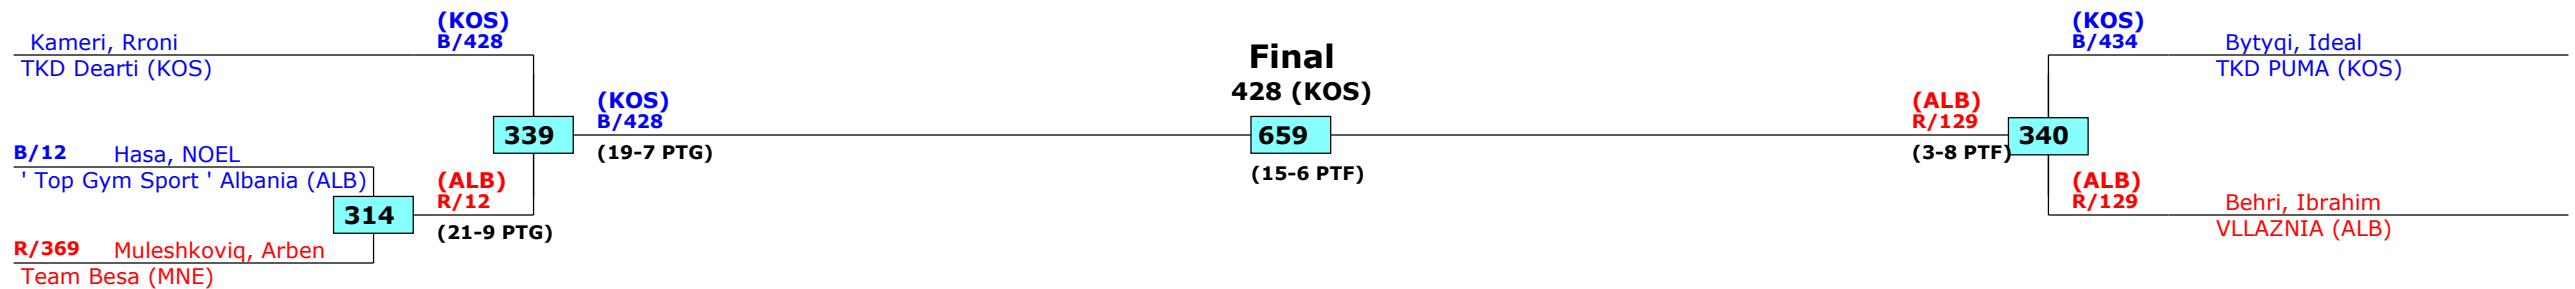 (KOS)
B/428
Kameri, Rroni
TKD Dearti (KOS)
B/12
Hasa, NOEL
' Top Gym Sport ' Albania (ALB)
314
R/369
Muleshkoviq, Arben
Team Besa (MNE)
(ALB)
R/12
(21-9 PTG)
339
(KOS)
B/428
(19-7 PTG)
Final
428 (KOS)
659
(15-6 PTF)
(ALB)
R/129
(3-8 PTF)
340
(KOS)
B/434
Bytyqi, Ideal
TKD PUMA (KOS)
(ALB)
R/129
Behri, Ibrahim
VLLAZNIA (ALB)